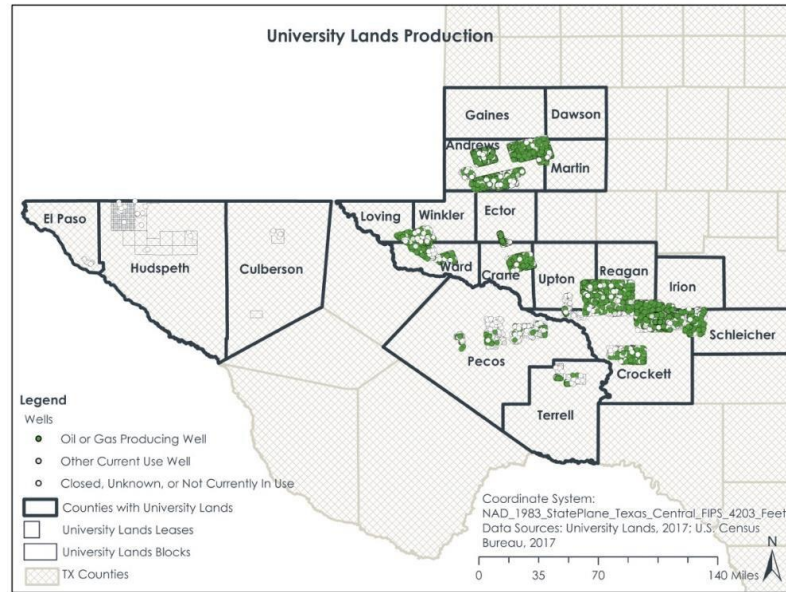 University Lands Production
Gaines
Dawson
Andrews
Martin
El Paso
Hudspeth
Culberson
Loving
Winkler
Ector
Ward
Crane
Upton
Reagan
Irion
Pecos
Crockett
Schleicher
Terrell
Legend
Wells
Oil or Gas Producing Well
Other Current Use Well
Closed, Unknown, or Not Currently In Use
Counties with University Lands
University Lands Leases
University Lands Blocks
TX Counties
Coordinate System:
NAD_1983_StatePlane_Texas_Central_FIPS_4203_Feet
Data Sources: University Lands, 2017; U.S. Census
Bureau, 2017
N
0 35 70 140 Miles